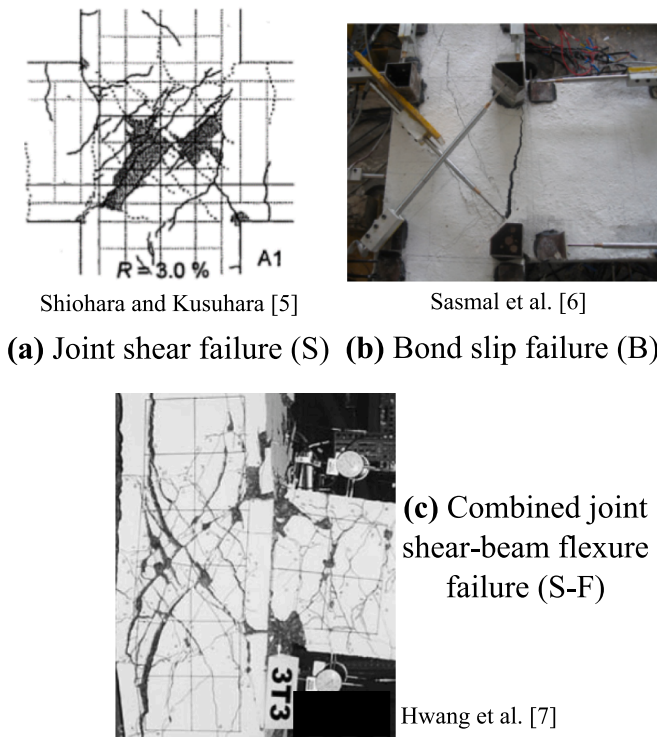 R = 3.0 %
A1
Shiohara and Kusuhara [5]
Sasmal et al. [6]
(a) Joint shear failure (S)
(b) Bond slip failure (B)
3T3
(c) Combined joint
shear-beam flexure
failure (S-F)
Hwang et al. [7]